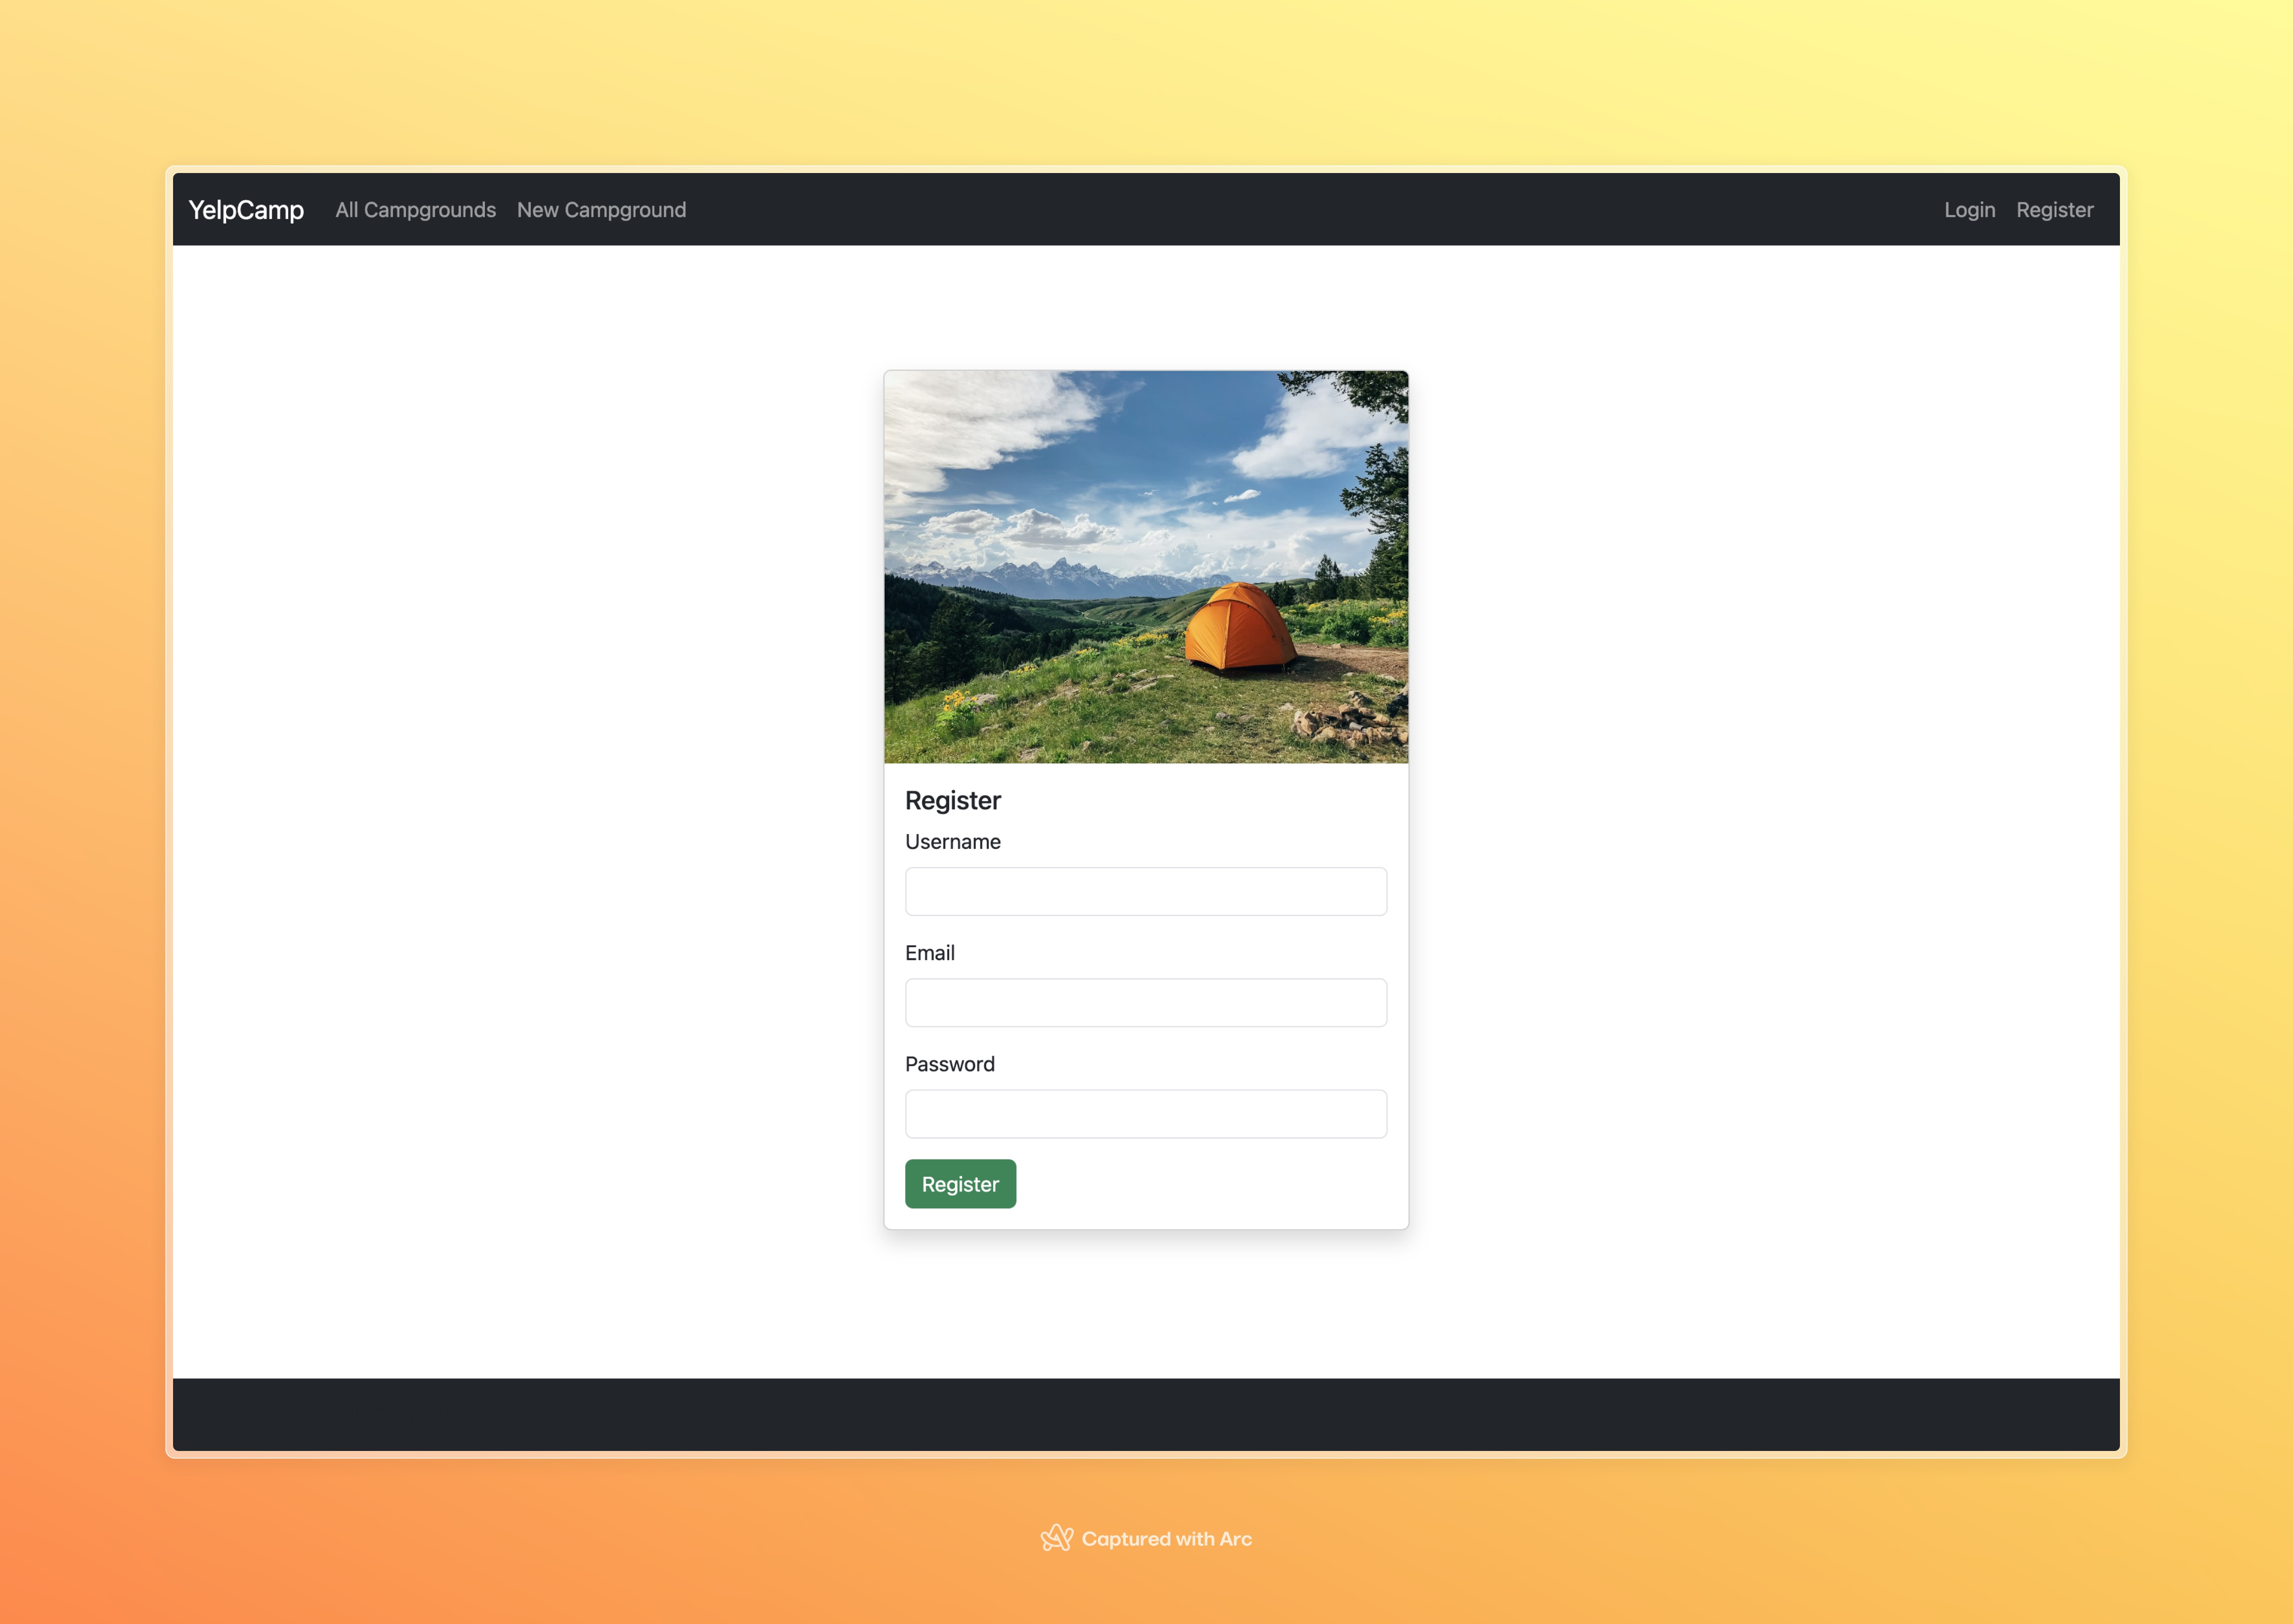 YelpCamp All Campgrounds New Campground Login Register
Register
Username
Email
Password
Register
Captured with Arc